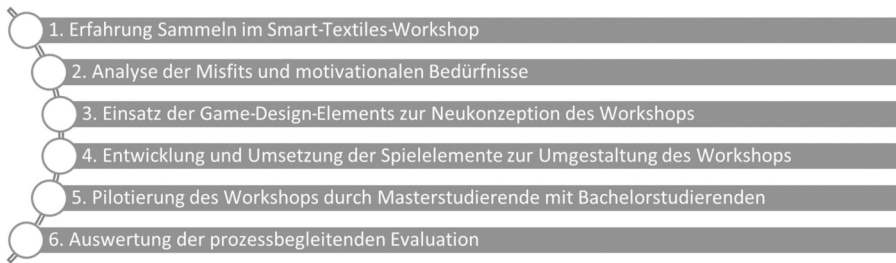 1. Erfahrung Sammeln im Smart-Textiles-Workshop
2. Analyse der Misfits und motivationalen Bedürfnisse
3. Einsatz der Game-Design-Elements zur Neukonzeption des Workshops
4. Entwicklung und Umsetzung der Spielelemente zur Umgestaltung des Workshops
5. Pilotierung des Workshops durch Masterstudierende mit Bachelorstudierenden
6. Auswertung der prozessbegleitenden Evaluation